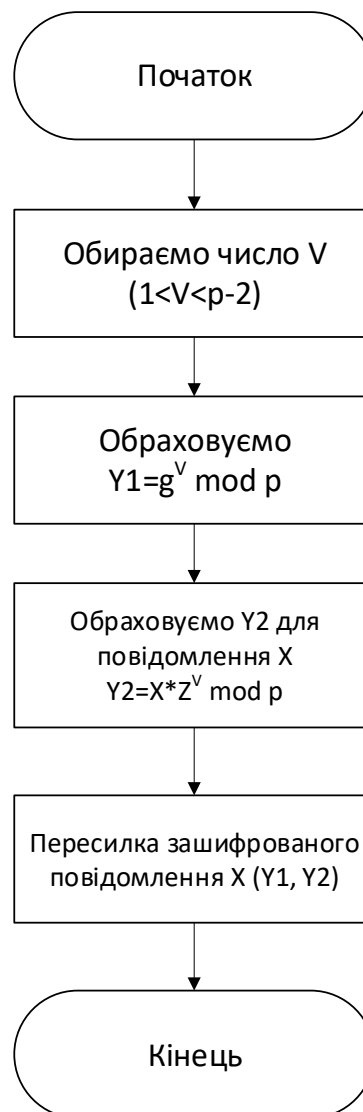 Початок
Обираємо число V
(1<V<p-2)
Обраховуємо
Y1=g^V mod p
Обраховуємо Y2 для
повідомлення X
Y2=X*Z^V mod p
Пересилка зашифрованого
повідомлення X (Y1, Y2)
Кінець